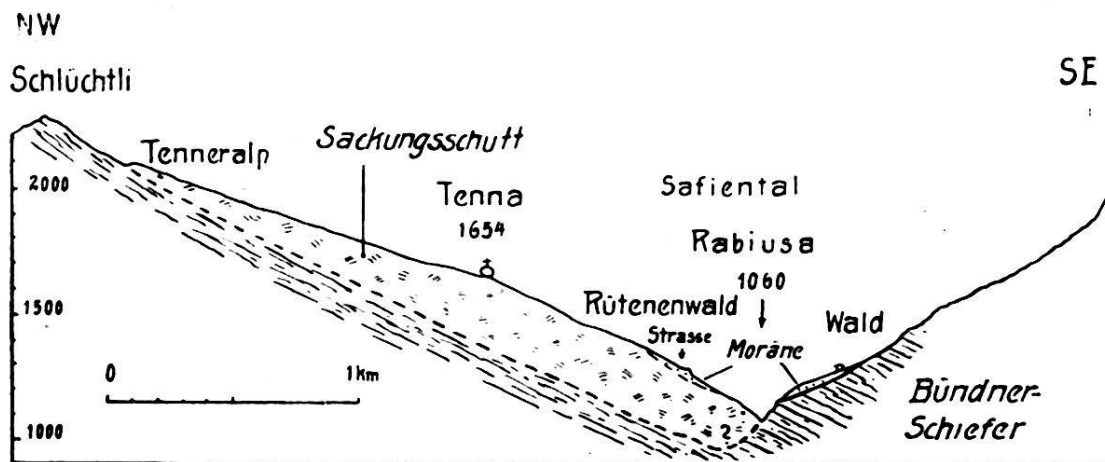 NW
Schlüchtli
SE
Tenneralp
Sackungsschutt
2000
Tenna
1654
Safiental
Rabiusa
1060
1500
Rütenenwald
Strasse
Moräne
Wald
0 1km
Bündner-
Schiefer
1000
?